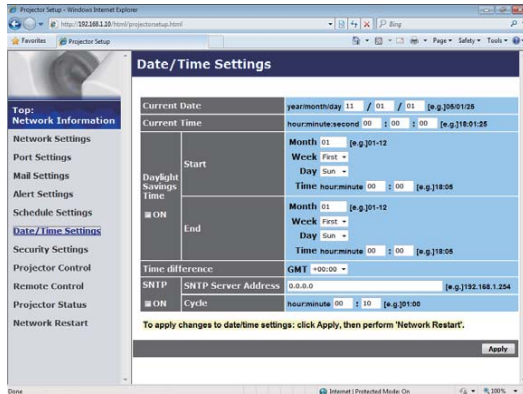 Projector Setup - Windows Internet Explorer
http://192.168.1.10/html/projectorsetup.html
Bing
Favorites Projector Setup Page Safety Tools
Date/Time Settings
Top:
Network Information
Network Settings
Port Settings
Mail Settings
Alert Settings
Schedule Settings
Date/Time Settings
Security Settings
Projector Control
Remote Control
Projector Status
Network Restart
Current Date year/month/day 11 / 01 / 01 [e.g.]05/01/25
Current Time hour:minute:second 00 : 00 : 00 [e.g.]18:01:25
Daylight Savings Time
ON
Start
Month 01 [e.g.]01-12
Week First
Day Sun
Time hour:minute 00 : 00 [e.g.]18:05
End
Month 01 [e.g.]01-12
Week First
Day Sun
Time hour:minute 00 : 00 [e.g.]18:05
Time difference GMT +00:00
SNTP SNTP Server Address 0.0.0.0 [e.g.]192.168.1.254
ON Cycle hour:minute 00 : 10 [e.g.]01:00
To apply changes to date/time settings: click Apply, then perform 'Network Restart'.
Apply
Done Internet | Protected Mode: On 100%